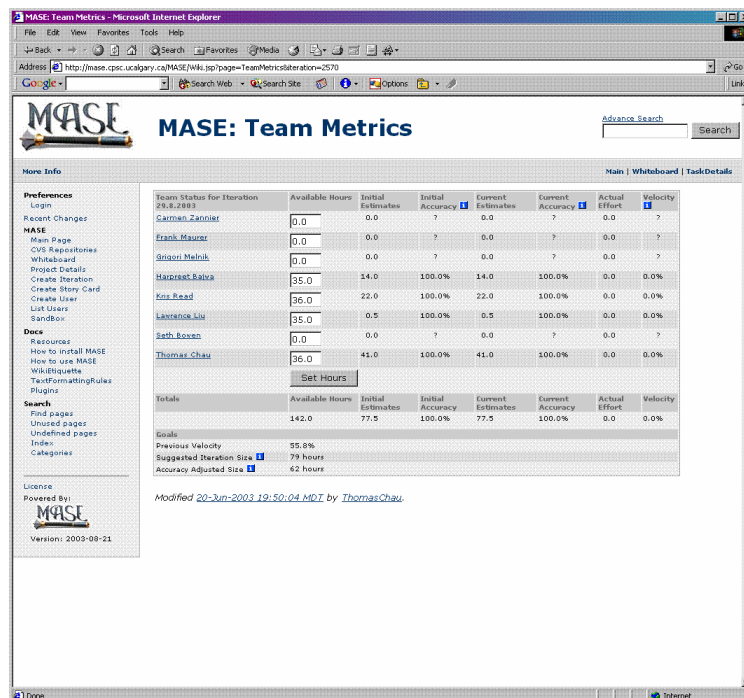 MASE: Team Metrics - Microsoft Internet Explorer
File Edit View Favorites Tools Help
Back Search Favorites Media
Address http://mase.cpsc.ucalgary.ca/MASE/Wiki.jsp?page=TeamMetrics&iteration=2570 Go
Google Search Web Search Site Options Link
MASE
MASE: Team Metrics
Advance Search
Search
More Info
Main | Whiteboard | TaskDetails
Preferences
Login
Recent Changes
MASE
Main Page
CVS Repositories
Whiteboard
Project Details
Create Iteration
Create Story Card
Create User
List Users
SandBox
Docs
Resources
How to install MASE
How to use MASE
WikiEtiquette
TextFormattingRules
Plugins
Search
Find pages
Unused pages
Undefined pages
Index
Categories
License
Powered By:
MASE
Version: 2003-08-21
Team Status for Iteration 29.8.2003 Available Hours Initial Estimates Initial Accuracy Current Estimates Current Accuracy Actual Effort Velocity
Carmen Zannier 0.0 0.0 ? 0.0 ? 0.0 ?
Frank Maurer 0.0 0.0 ? 0.0 ? 0.0 ?
Grigori Melnik 0.0 0.0 ? 0.0 ? 0.0 ?
Harpreet Bajwa 35.0 14.0 100.0% 14.0 100.0% 0.0 0.0%
Kris Read 36.0 22.0 100.0% 22.0 100.0% 0.0 0.0%
Lawrence Liu 35.0 0.5 100.0% 0.5 100.0% 0.0 0.0%
Seth Bowen 0.0 0.0 ? 0.0 ? 0.0 ?
Thomas Chau 36.0 41.0 100.0% 41.0 100.0% 0.0 0.0%
Set Hours
Totals Available Hours Initial Estimates Initial Accuracy Current Estimates Current Accuracy Actual Effort Velocity
142.0 77.5 100.0% 77.5 100.0% 0.0 0.0%
Goals
Previous Velocity 55.8%
Suggested Iteration Size 79 hours
Accuracy Adjusted Size 62 hours
Modified 20-Jun-2003 19:50:04 MDT by ThomasChau.
Done
Internet